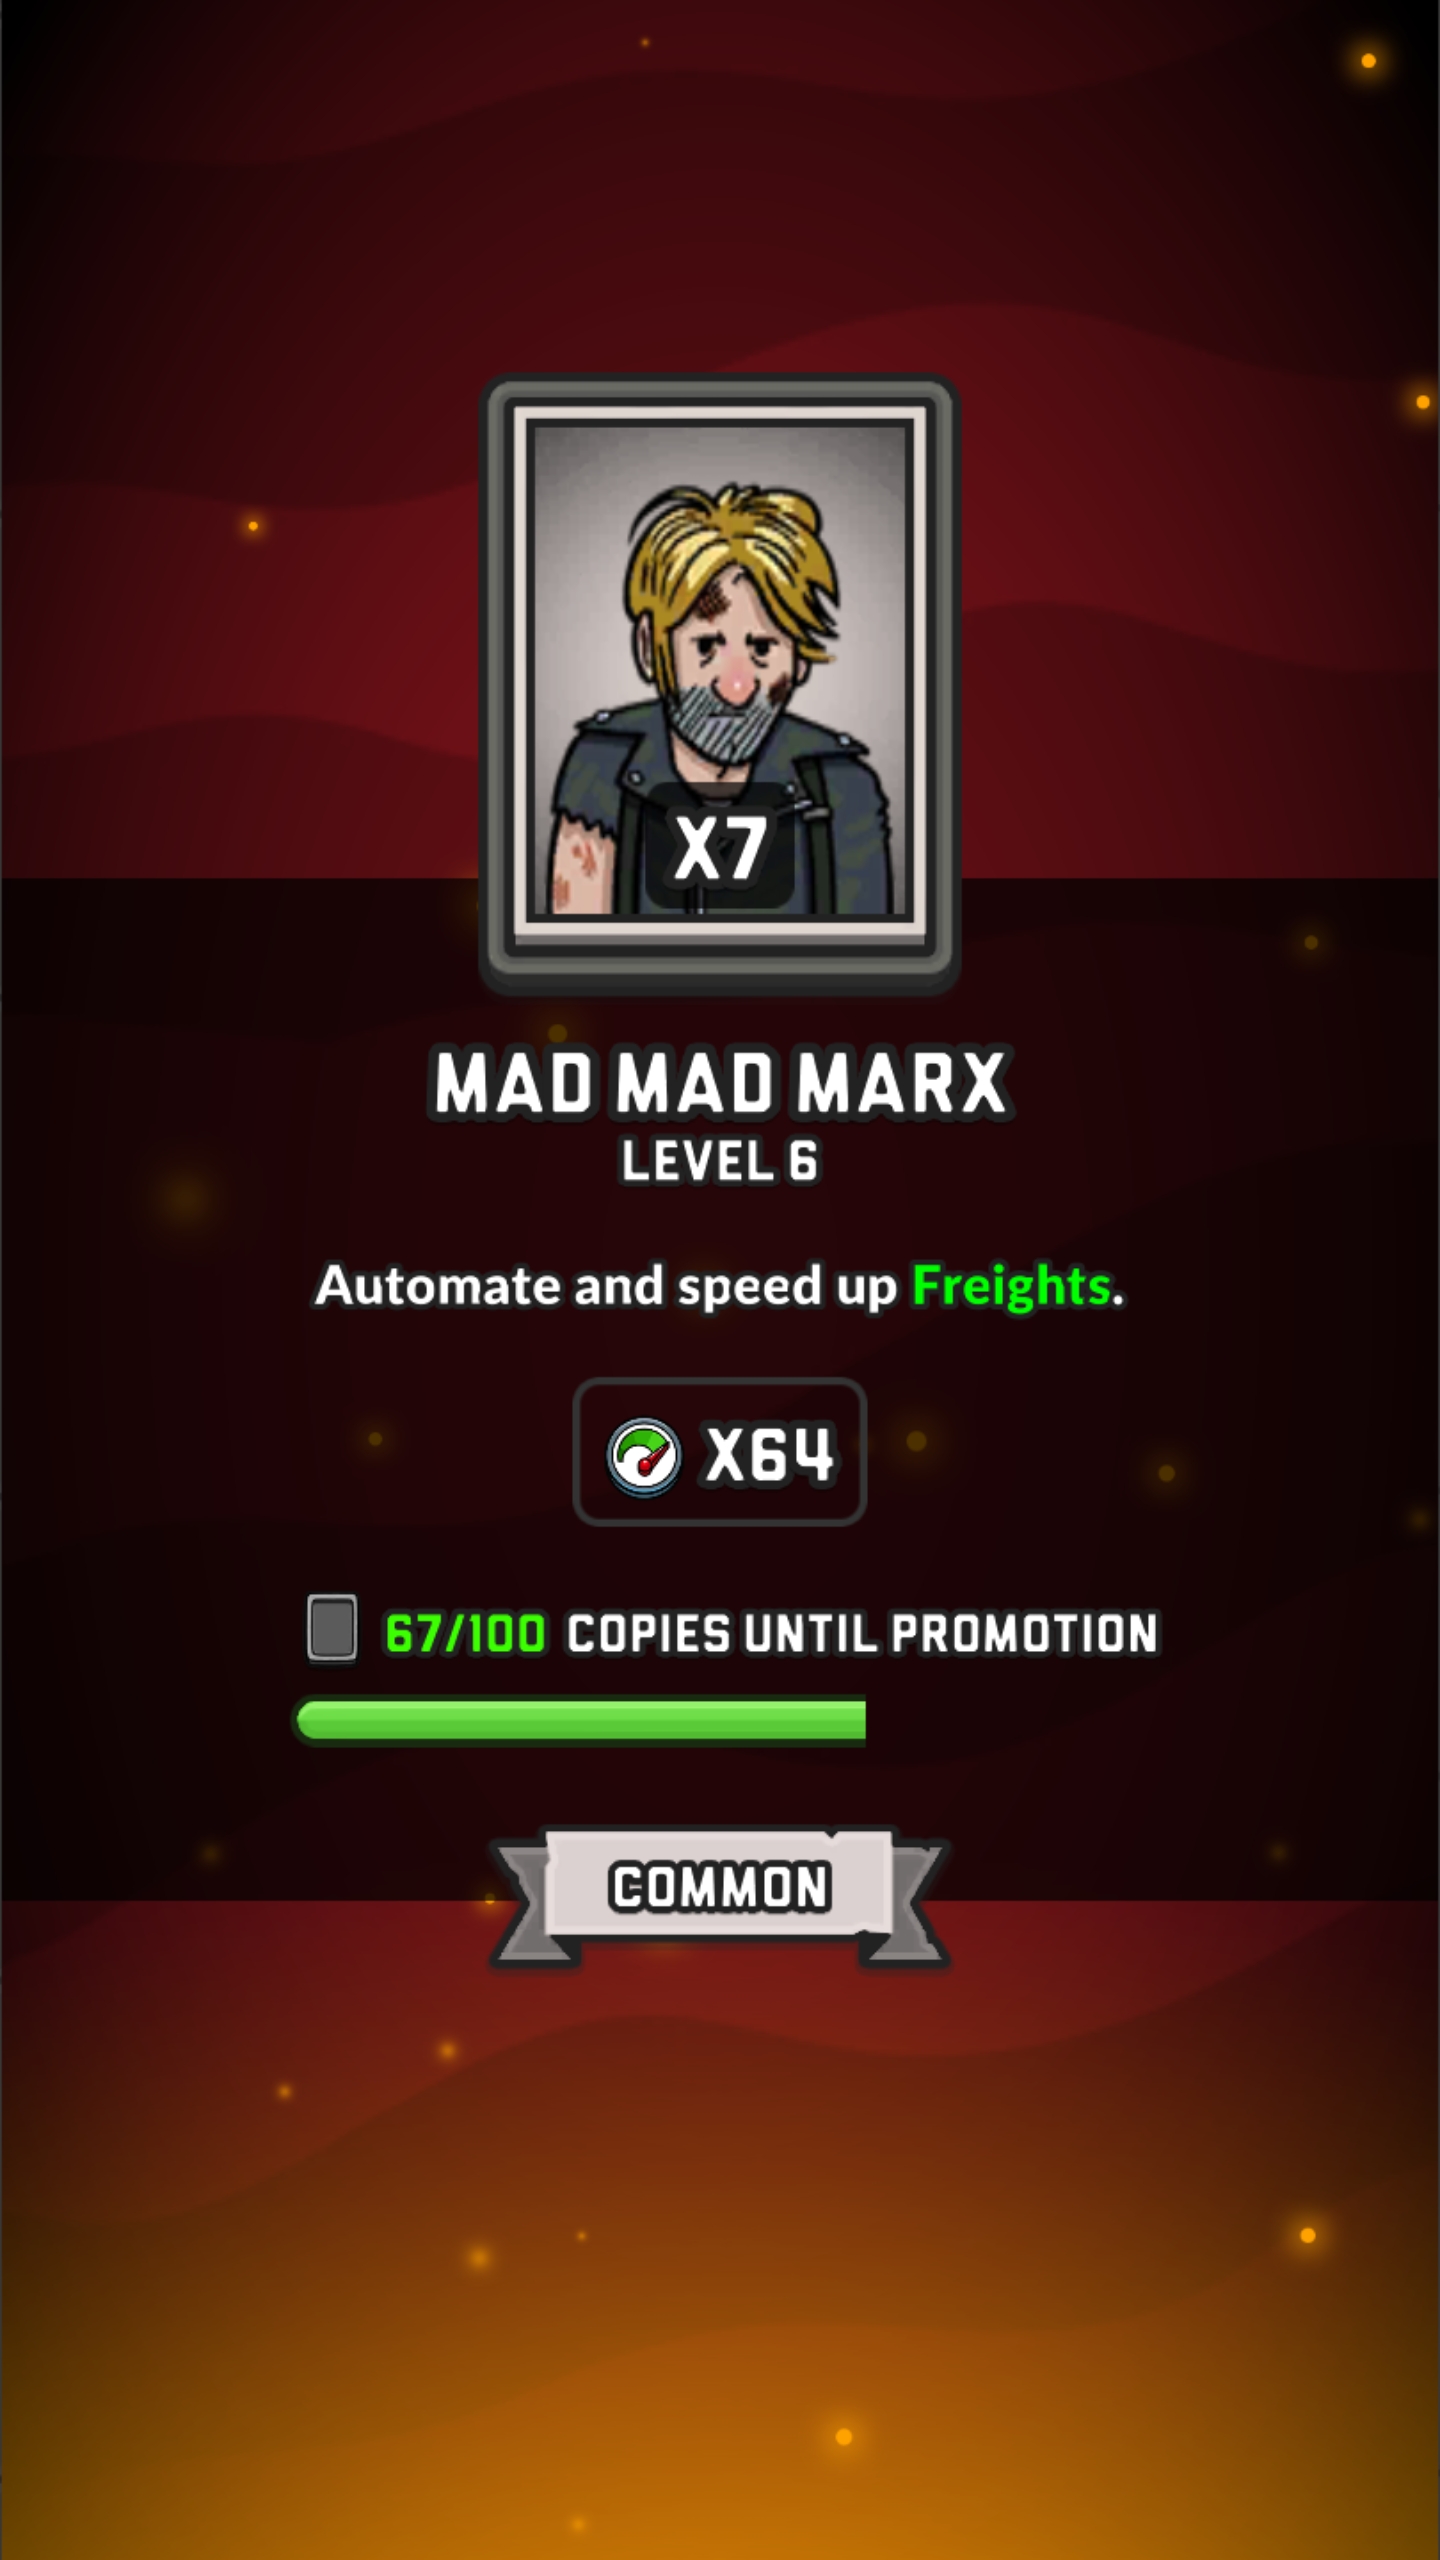 X7
MAD MAD MARX
LEVEL 6
Automate and speed up Freights.
X64
67/100 COPIES UNTIL PROMOTION
COMMON